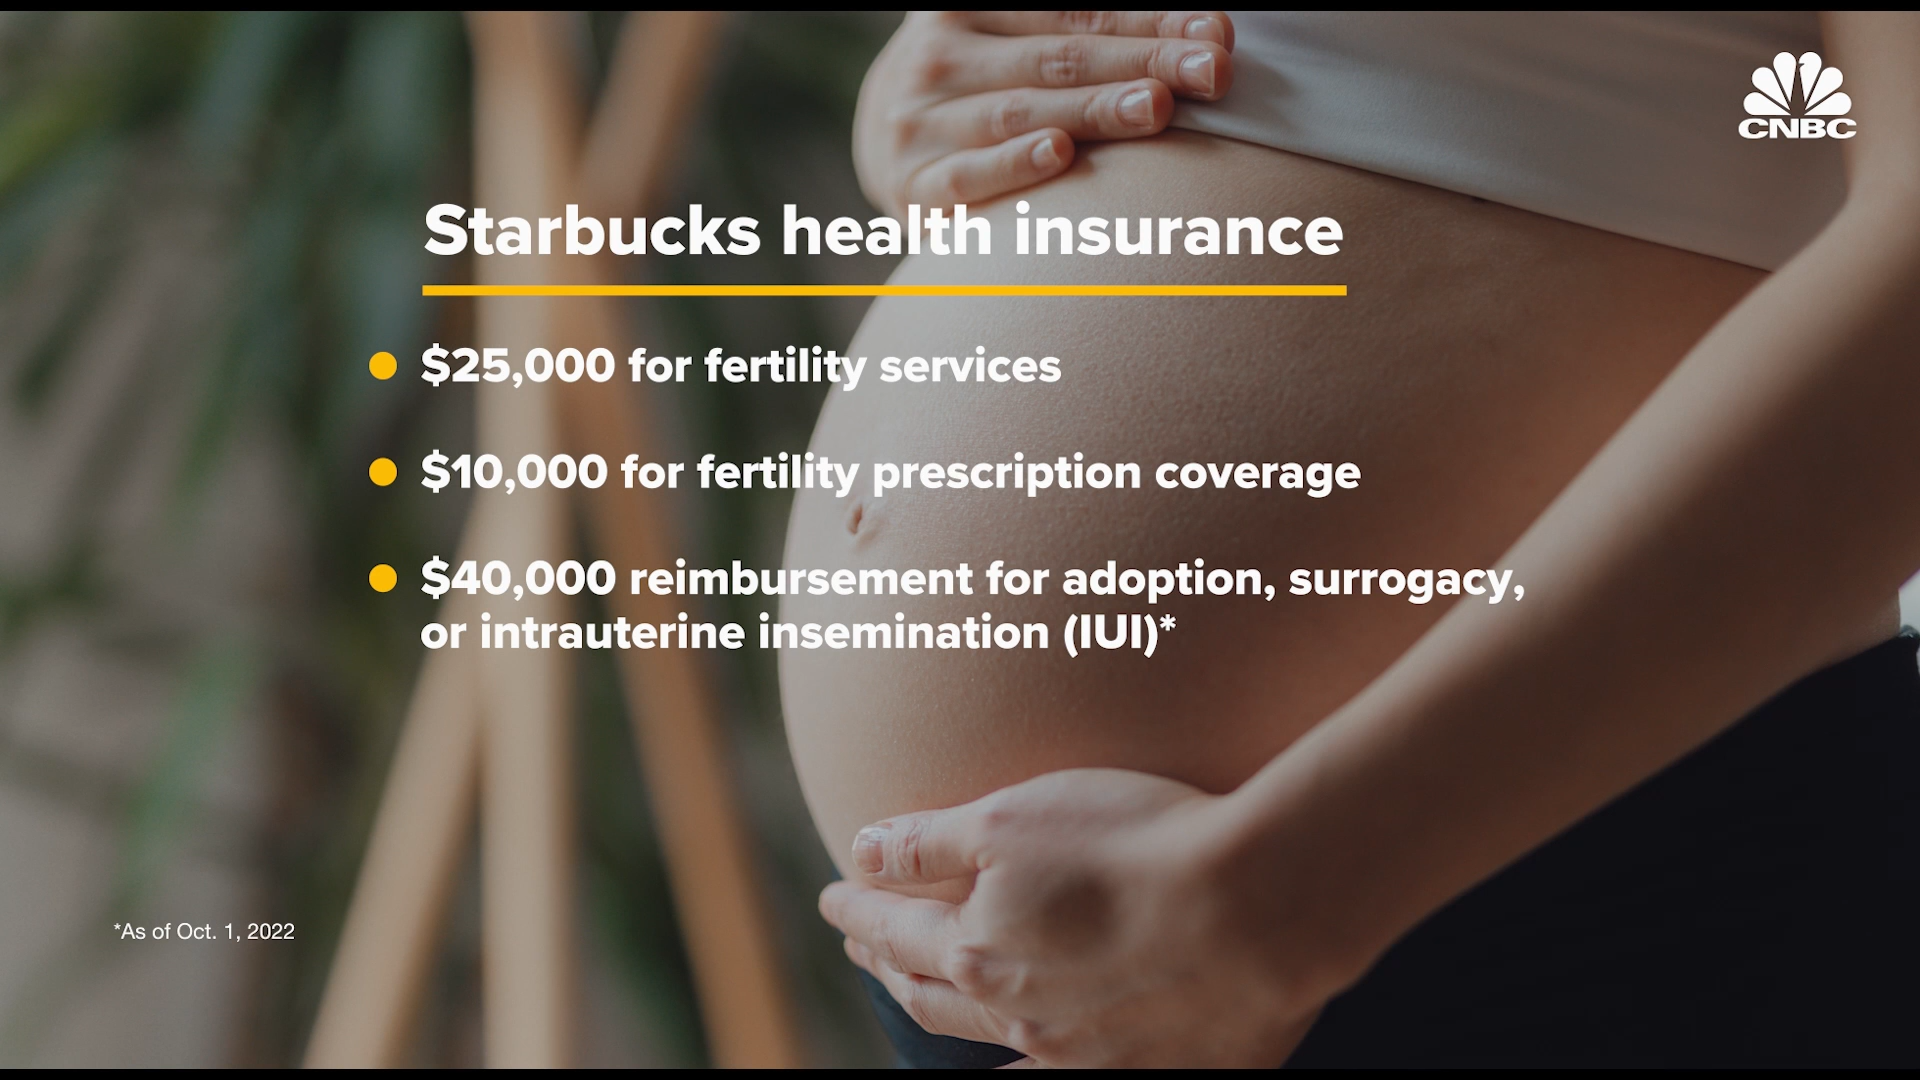 CNBC
Starbucks health insurance
$25,000 for fertility services
$10,000 for fertility prescription coverage
$40,000 reimbursement for adoption, surrogacy,
or intrauterine insemination (IUI)*
*As of Oct. 1, 2022